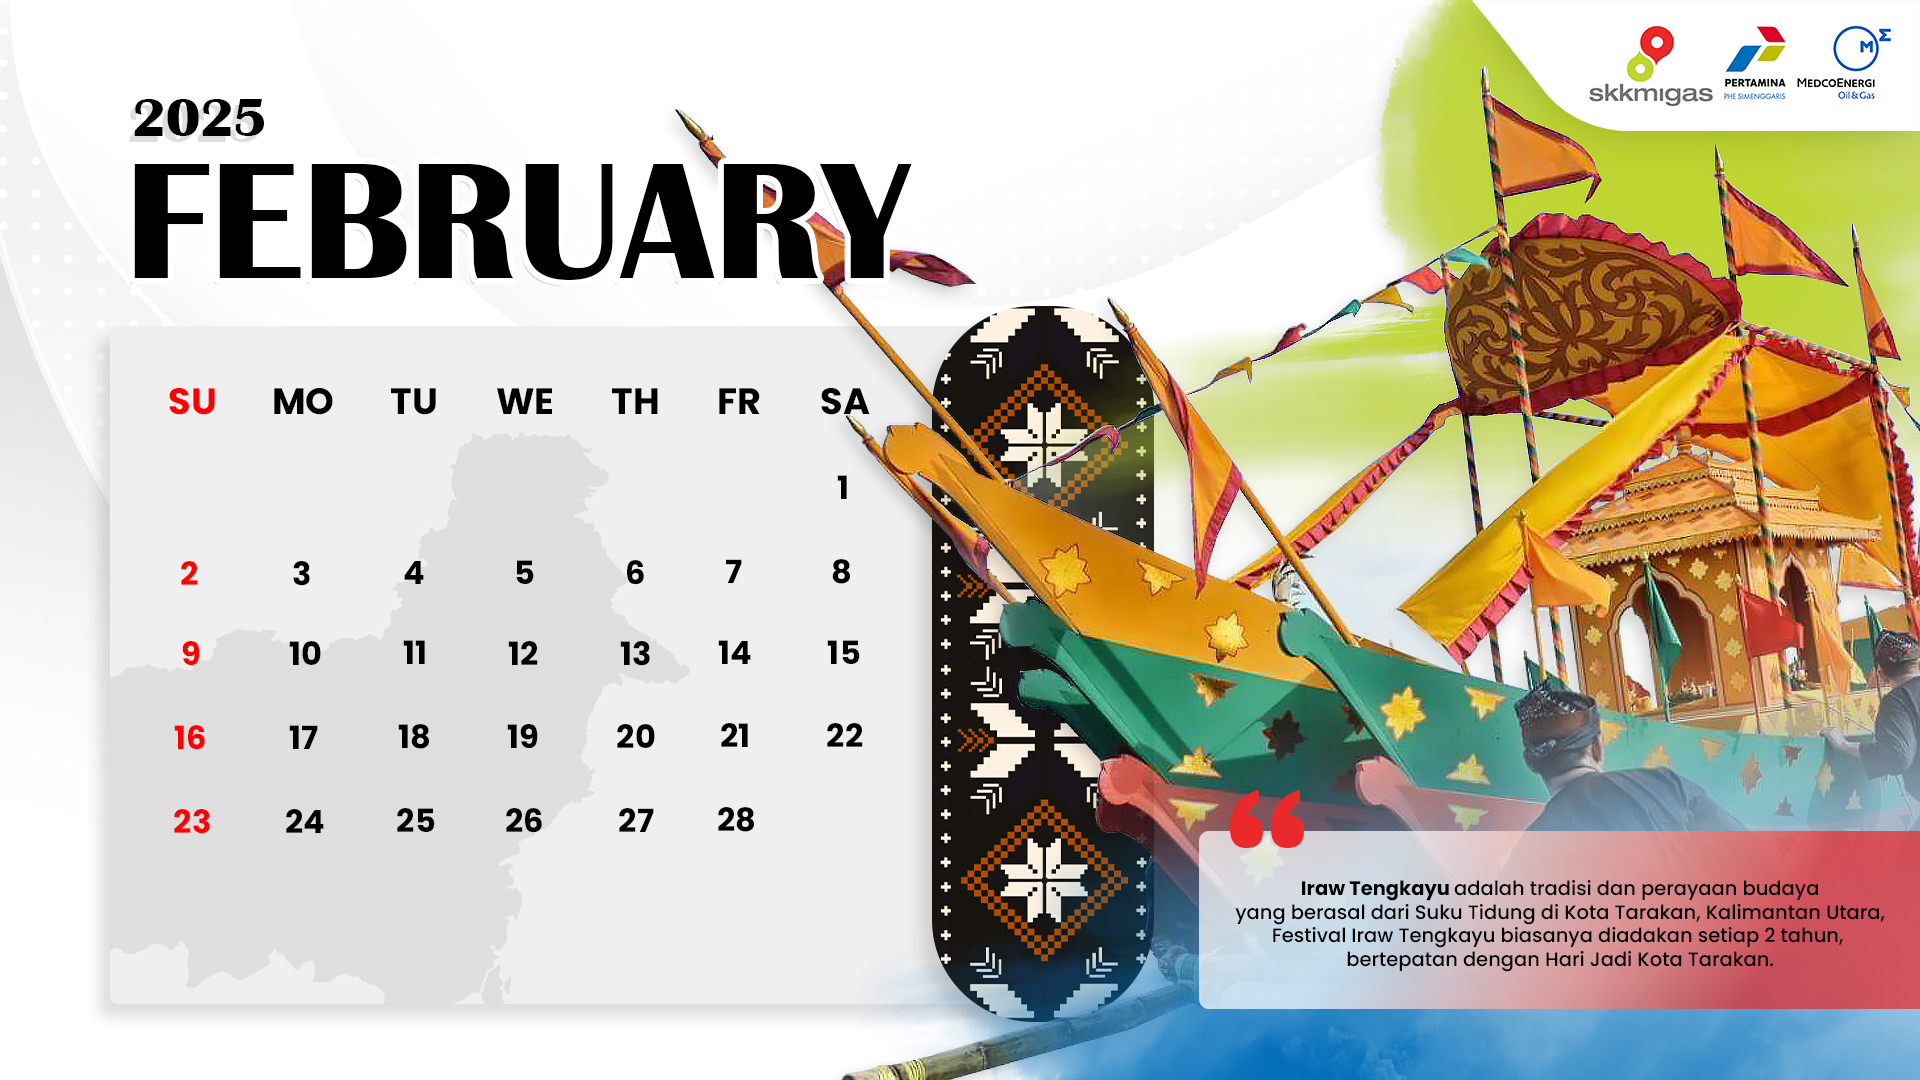 2025
FEBRUARY
skkmigas
PERTAMINA
PHE SIMENGGARIS
MEDCOENERGI
Oil & Gas
SU MO TU WE TH FR SA
1
2 3 4 5 6 7 8
9 10 11 12 13 14 15
16 17 18 19 20 21 22
23 24 25 26 27 28
Iraw Tengkayu adalah tradisi dan perayaan budaya
yang berasal dari Suku Tidung di Kota Tarakan, Kalimantan Utara,
Festival Iraw Tengkayu biasanya diadakan setiap 2 tahun,
bertepatan dengan Hari Jadi Kota Tarakan.